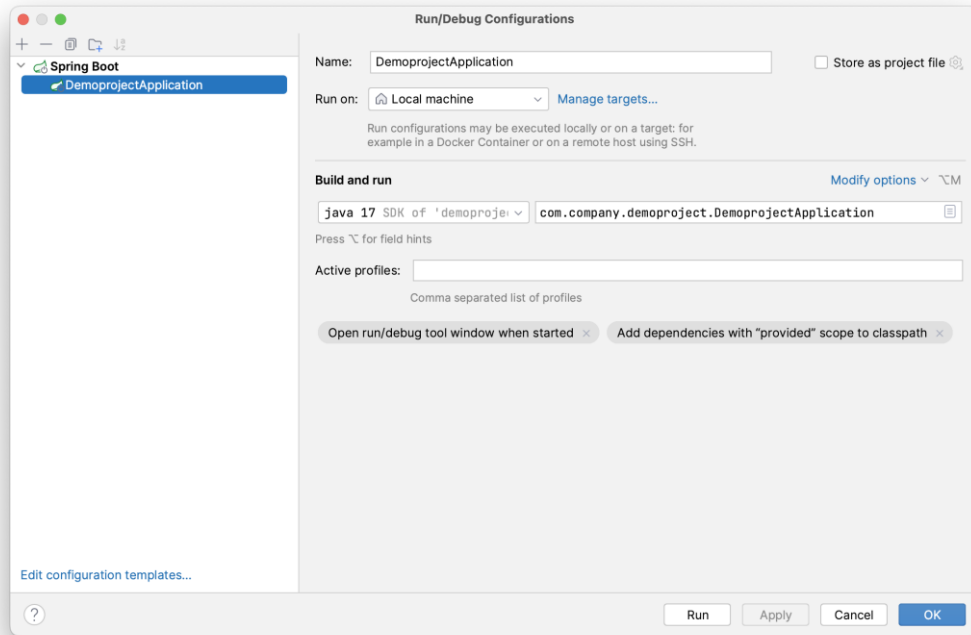 Run/Debug Configurations
Spring Boot
DemoprojectApplication
Edit configuration templates...
Name: DemoprojectApplication
Store as project file
Run on: Local machine
Manage targets...
Run configurations may be executed locally or on a target: for
example in a Docker Container or on a remote host using SSH.
Build and run
Modify options ⌥M
java 17 SDK of 'demoproje
com.company.demoproject.DemoprojectApplication
Press ⌥ for field hints
Active profiles:
Comma separated list of profiles
Open run/debug tool window when started ×
Add dependencies with “provided” scope to classpath ×
?
Run
Apply
Cancel
OK